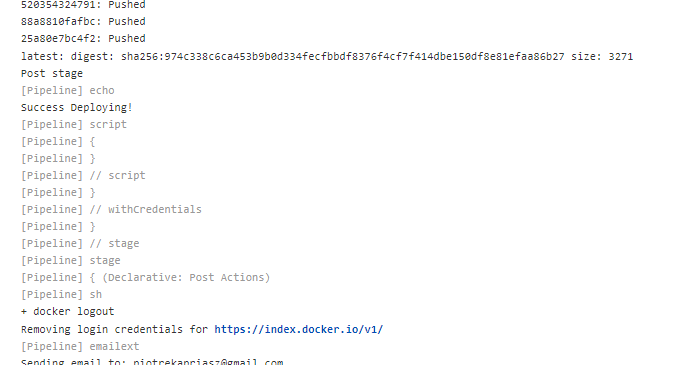 520354324791: Pushed
88a8810fafbc: Pushed
25a80e7bc4f2: Pushed
latest: digest: sha256:974c338c6ca453b9b0d334fecfbbdf8376f4cf7f414dbe150df8e81efaa86b27 size: 3271
Post stage
[Pipeline] echo
Success Deploying!
[Pipeline] script
[Pipeline] {
[Pipeline] }
[Pipeline] // script
[Pipeline] }
[Pipeline] // withCredentials
[Pipeline] }
[Pipeline] // stage
[Pipeline] stage
[Pipeline] { (Declarative: Post Actions)
[Pipeline] sh
+ docker logout
Removing login credentials for https://index.docker.io/v1/
[Pipeline] emailext
Sending email to: